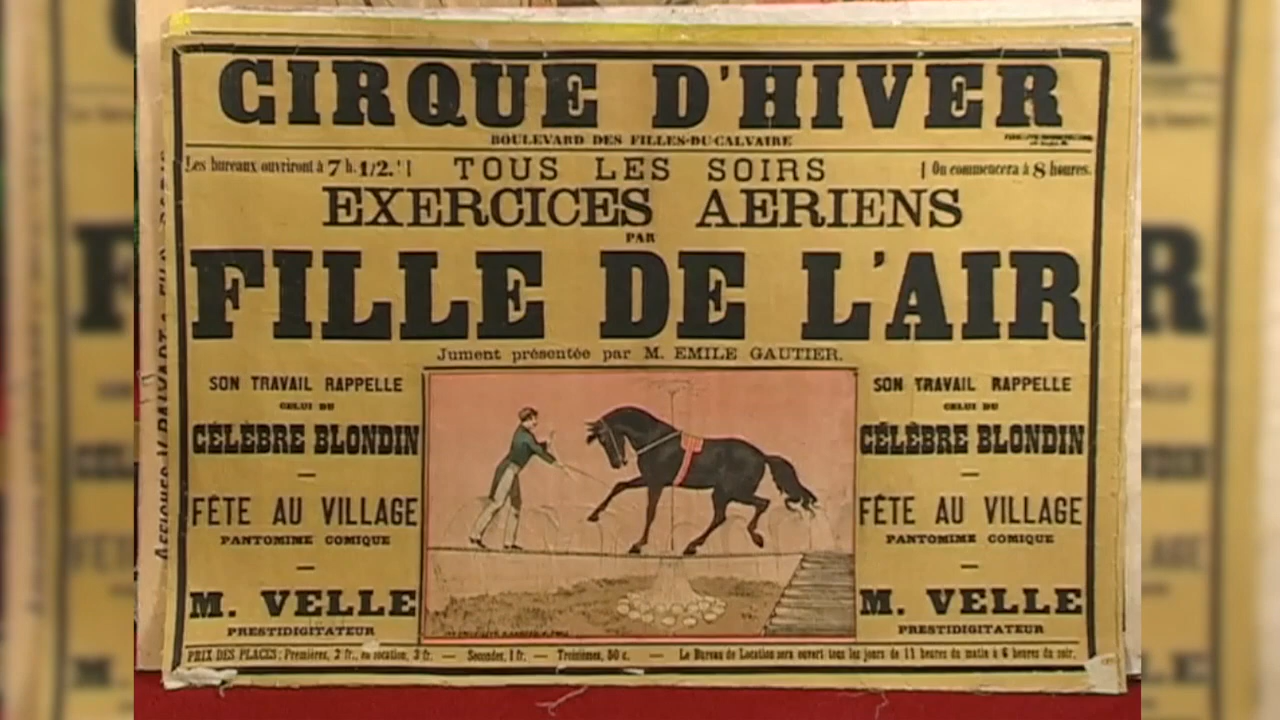 CIRQUE D'HIVER
BOULEVARD DES FILLES-DU-CALVAIRE
Les bureaux ouvriront à 7 h. 1/2.
TOUS LES SOIRS
On commencera à 8 heures.
EXERCICES AERIENS
PAR
FILLE DE L'AIR
Jument présentée par M. EMILE GAUTIER.
SON TRAVAIL RAPPELLE
CELUI DU
CÉLÈBRE BLONDIN
FÊTE AU VILLAGE
PANTOMIME COMIQUE
M. VELLE
PRESTIDIGITATEUR
SON TRAVAIL RAPPELLE
CELUI DU
CÉLÈBRE BLONDIN
FÊTE AU VILLAGE
PANTOMIME COMIQUE
M. VELLE
PRESTIDIGITATEUR
PRIX DES PLACES: Premières, 2 fr., en location, 3 fr. — Secondes, 1 fr. — Troisièmes, 50 c. — Le Bureau de Location sera ouvert tous les jours de 11 heures du matin à 6 heures du soir.